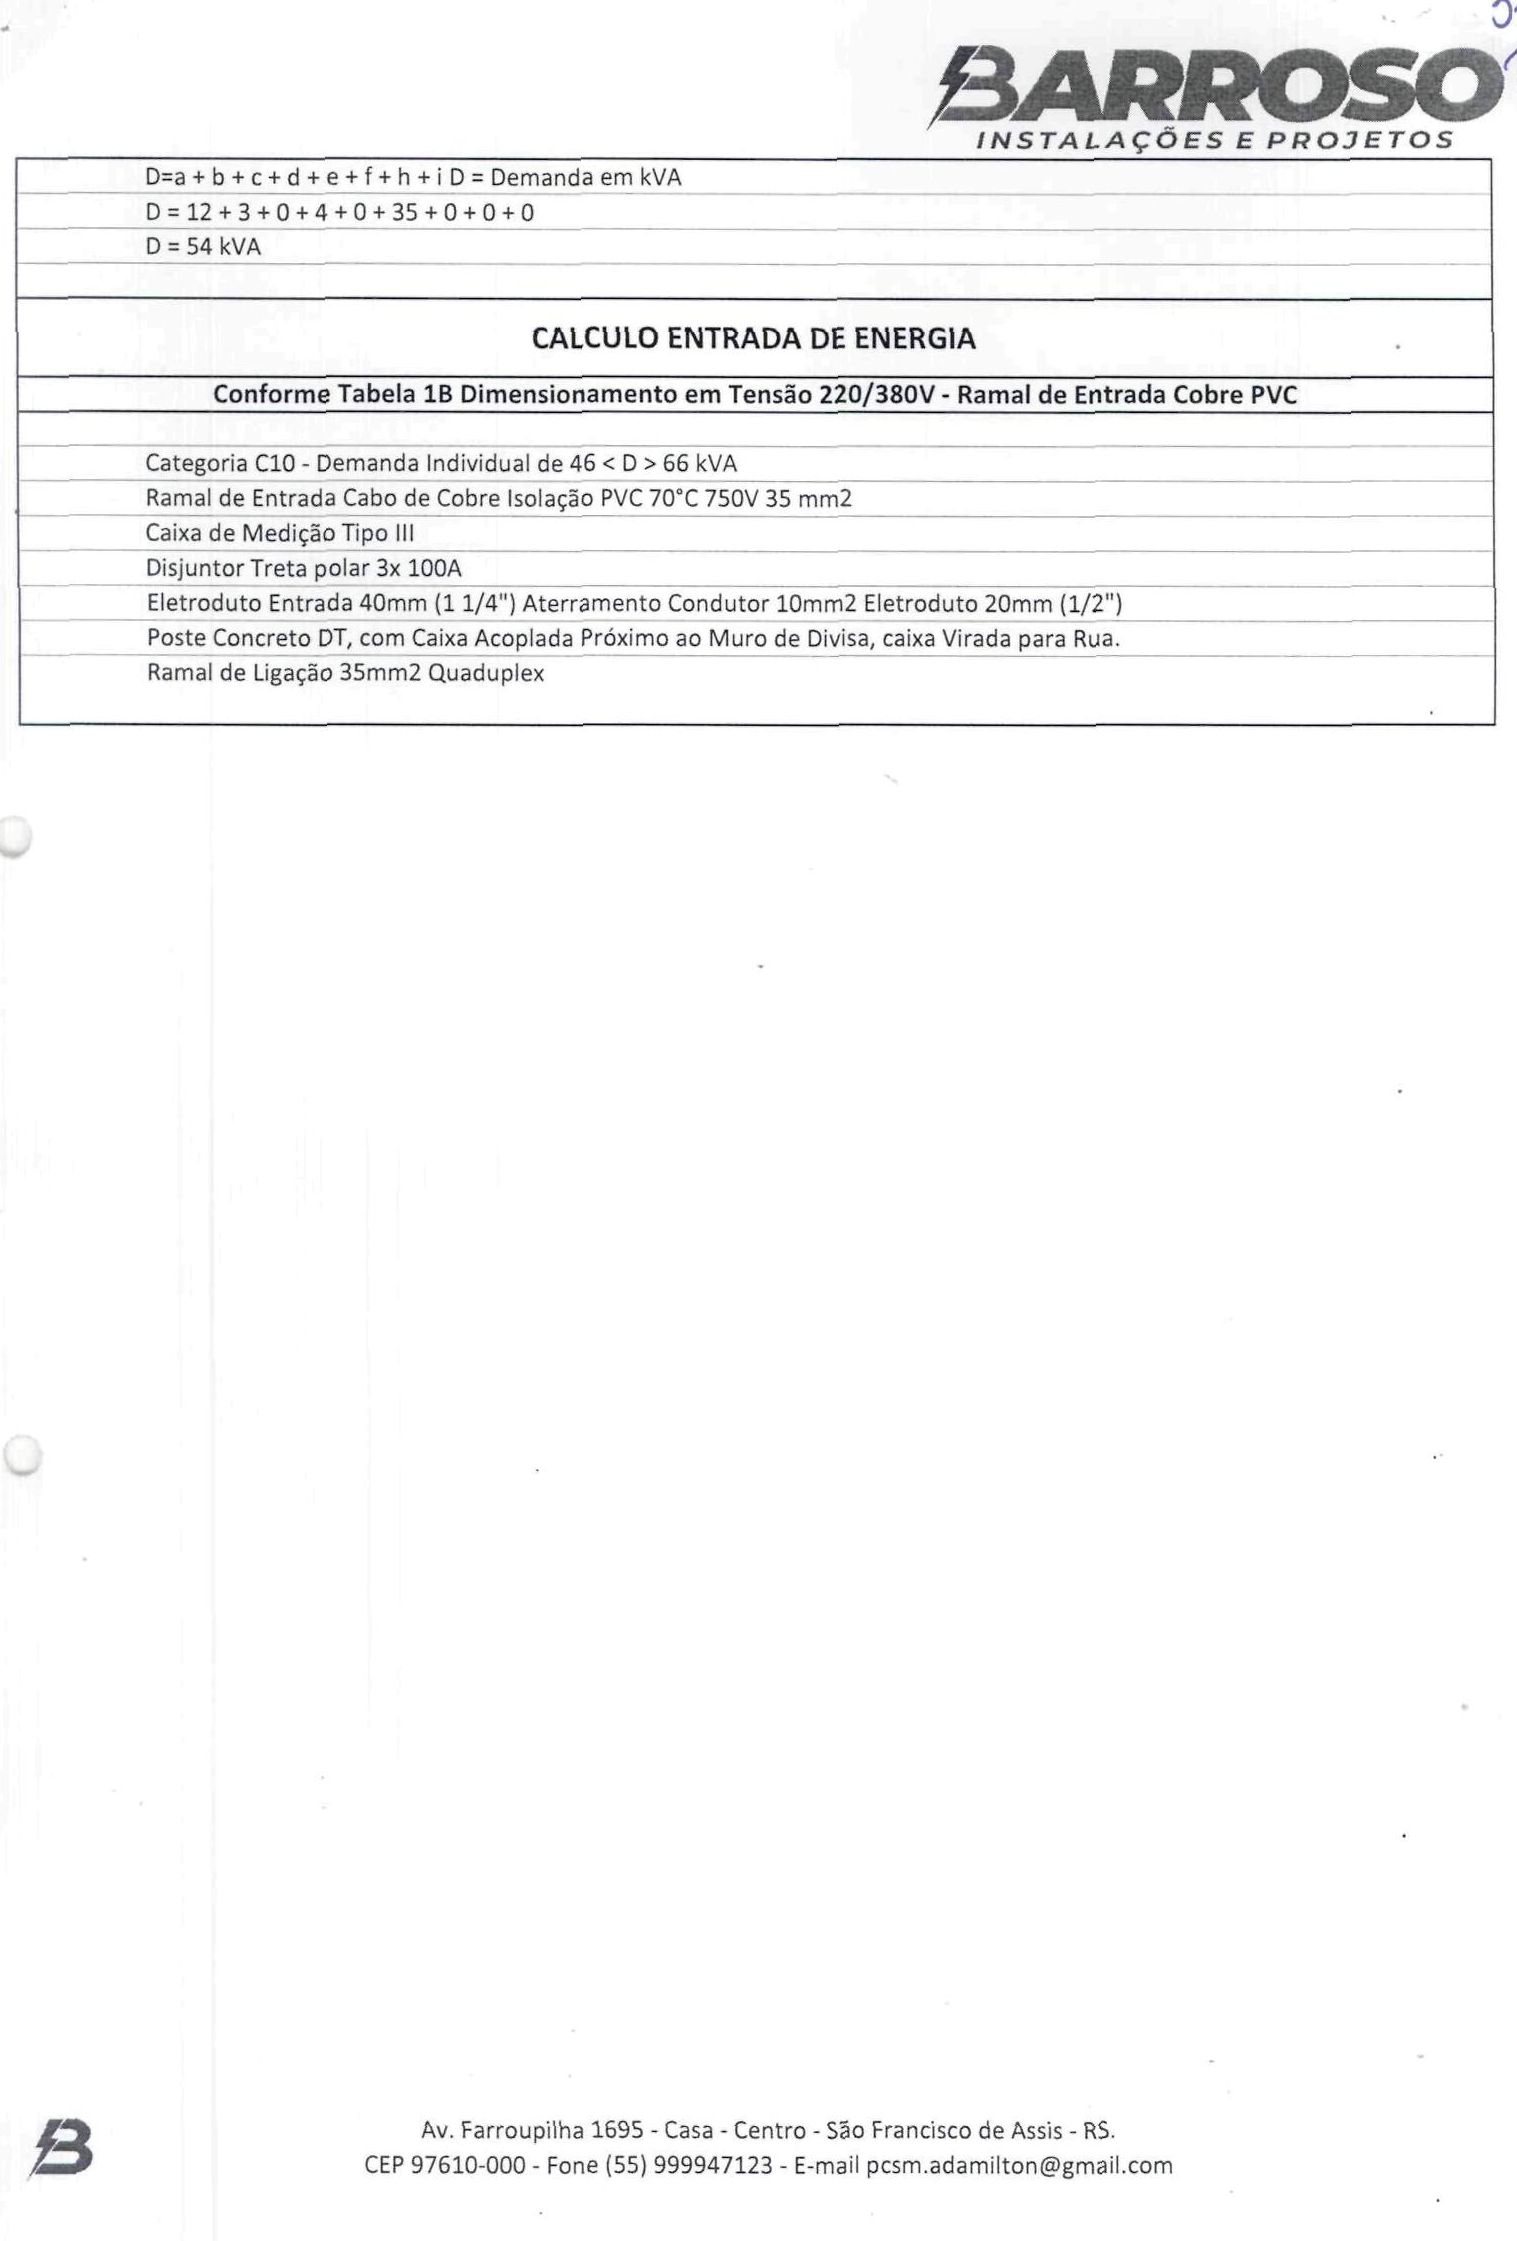 BARROSO
INSTALAÇÕES E PROJETOS
D=a + b + c + d + e + f + h + i D = Demanda em kVA
D = 12 + 3 + 0 + 4 + 0 + 35 + 0 + 0 + 0
D = 54 kVA
CALCULO ENTRADA DE ENERGIA
Conforme Tabela 1B Dimensionamento em Tensão 220/380V - Ramal de Entrada Cobre PVC
Categoria C10 - Demanda Individual de 46 < D > 66 kVA
Ramal de Entrada Cabo de Cobre Isolação PVC 70°C 750V 35 mm2
Caixa de Medição Tipo III
Disjuntor Treta polar 3x 100A
Eletroduto Entrada 40mm (1 1/4") Aterramento Condutor 10mm2 Eletroduto 20mm (1/2")
Poste Concreto DT, com Caixa Acoplada Próximo ao Muro de Divisa, caixa Virada para Rua.
Ramal de Ligação 35mm2 Quaduplex
B
Av. Farroupilha 1695 - Casa - Centro - São Francisco de Assis - RS.
CEP 97610-000 - Fone (55) 999947123 - E-mail pcsm.adamilton@gmail.com